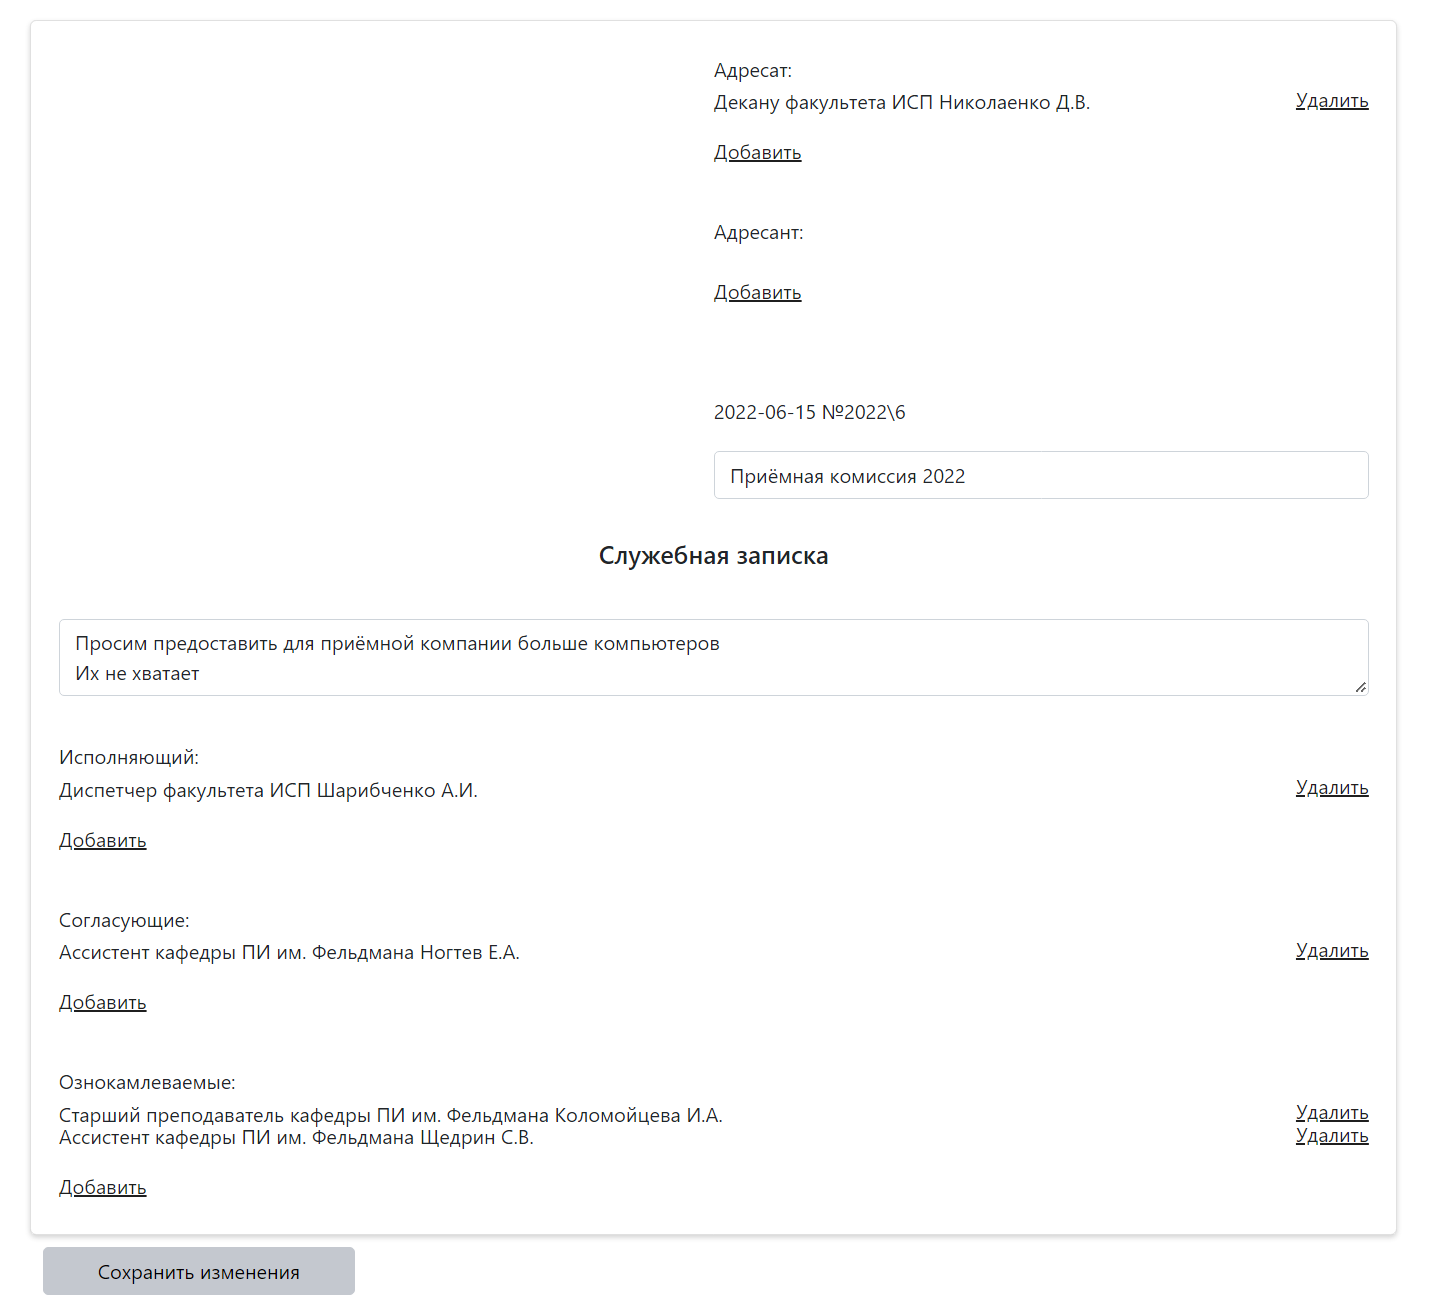 Адресат:
Декану факультета ИСП Николаенко Д.В. Удалить
Добавить
Адресант:
Добавить
2022-06-15 №2022\6
Приёмная комиссия 2022
Служебная записка
Просим предоставить для приёмной компании больше компьютеров
Их не хватает
Исполняющий:
Диспетчер факультета ИСП Шарибченко А.И. Удалить
Добавить
Согласующие:
Ассистент кафедры ПИ им. Фельдмана Ногтев Е.А. Удалить
Добавить
Ознокамлеваемые:
Старший преподаватель кафедры ПИ им. Фельдмана Коломойцева И.А. Удалить
Ассистент кафедры ПИ им. Фельдмана Щедрин С.В. Удалить
Добавить
Сохранить изменения